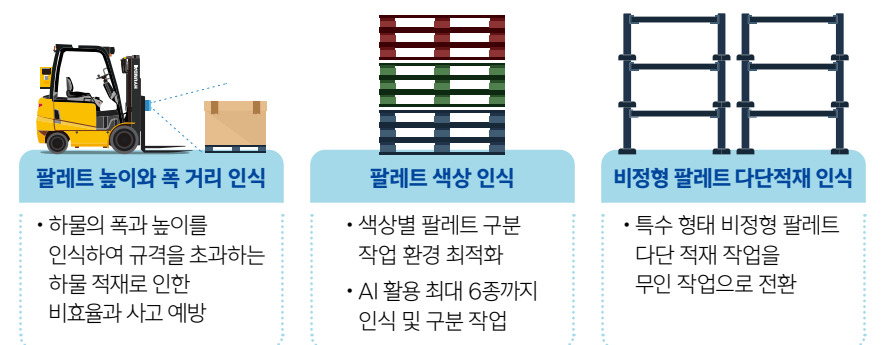 팔레트 높이와 폭 거리 인식
• 하물의 폭과 높이를
인식하여 규격을 초과하는
하물 적재로 인한
비효율과 사고 예방
팔레트 색상 인식
• 색상별 팔레트 구분
작업 환경 최적화
• AI 활용 최대 6종까지
인식 및 구분 작업
비정형 팔레트 다단적재 인식
• 특수 형태 비정형 팔레트
다단 적재 작업을
무인 작업으로 전환